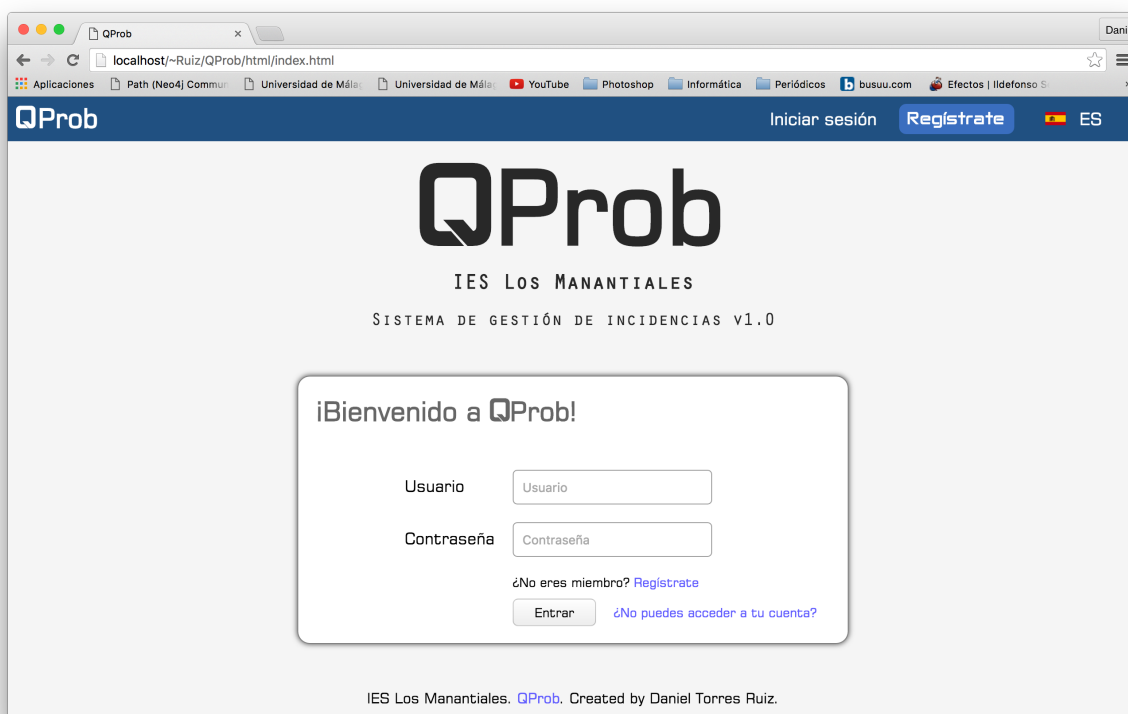 QProb
Dani
localhost/~Ruiz/QProb/html/index.html
Aplicaciones Path (Neo4j Commun Universidad de Málag Universidad de Málag YouTube Photoshop Informática Periódicos busuu.com Efectos | Ildefonso S
QProb Iniciar sesión Regístrate ES
QProb
IES Los Manantiales
Sistema de gestión de incidencias v1.0
¡Bienvenido a QProb!
Usuario Usuario
Contraseña Contraseña
¿No eres miembro? Regístrate
Entrar ¿No puedes acceder a tu cuenta?
IES Los Manantiales. QProb. Created by Daniel Torres Ruiz.